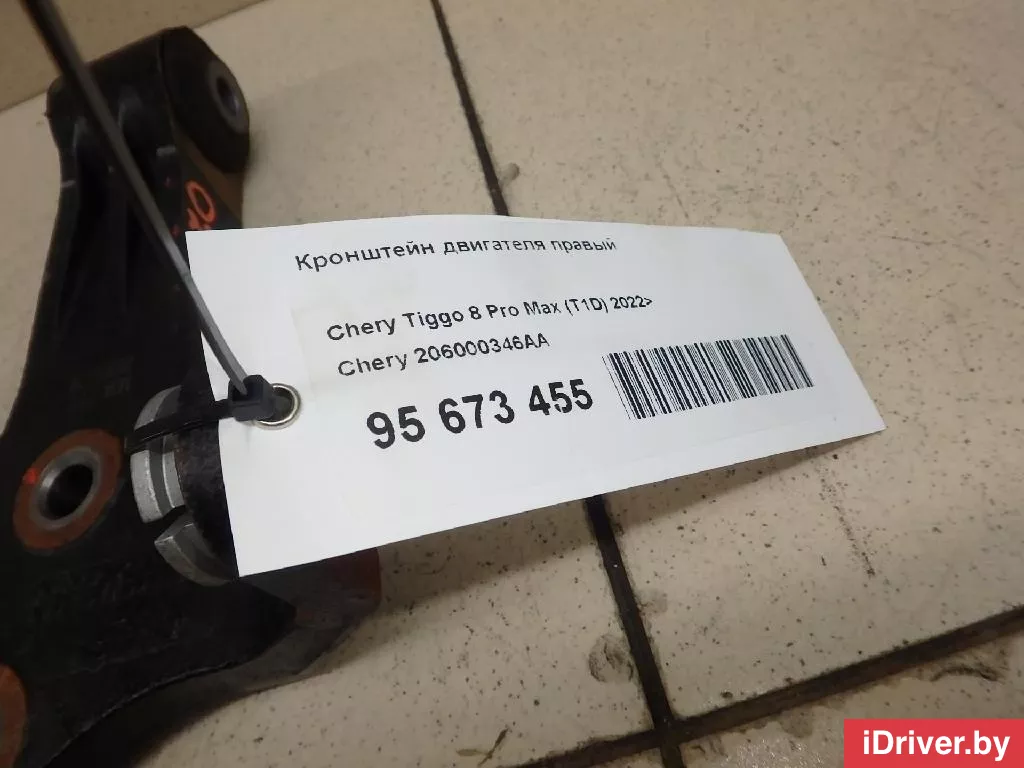 Кронштейн двигателя правый
Chery Tiggo 8 Pro Max (T1D) 2022>
Chery 206000346AA
95 673 455
iDriver.by